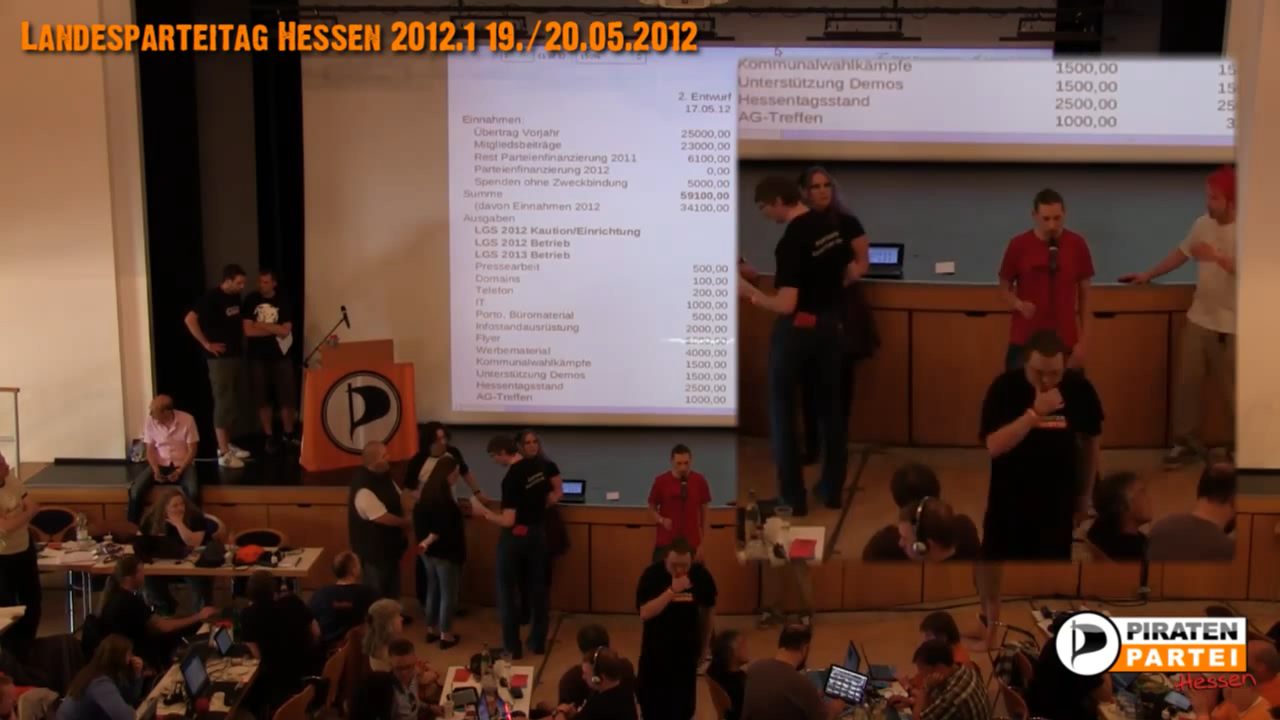 Landesparteitag Hessen 2012.1 19./20.05.2012
2. Entwurf
17.05.12
Einnahmen:
Übertrag Vorjahr 25000,00
Mitgliedsbeiträge 23000,00
Rest Parteienfinanzierung 2011 6100,00
Parteienfinanzierung 2012 0,00
Spenden ohne Zweckbindung 5000,00
Summe 59100,00
(davon Einnahmen 2012 34100,00
Ausgaben
LGS 2012 Kaution/Einrichtung
LGS 2012 Betrieb
LGS 2013 Betrieb
Pressearbeit 500,00
Domains 100,00
Telefon 200,00
IT 1000,00
Porto, Büromaterial 500,00
Infostandausrüstung 2000,00
Flyer
Werbematerial 4000,00
Kommunalwahlkämpfe 1500,00
Unterstützung Demos 1500,00
Hessentagsstand 2500,00
AG-Treffen 1000,00
Kommunalwahlkämpfe 1500,00 15
Unterstützung Demos 1500,00 15
Hessentagsstand 2500,00 25
AG-Treffen 1000,00 3
PIRATEN
PARTEI
Hessen